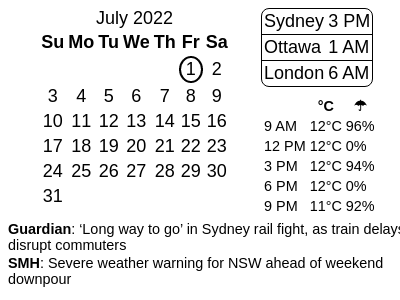 July 2022
Su Mo Tu We Th Fr Sa
1 2
3 4 5 6 7 8 9
10 11 12 13 14 15 16
17 18 19 20 21 22 23
24 25 26 27 28 29 30
31
Sydney 3 PM
Ottawa 1 AM
London 6 AM
°C ☂
9 AM 12°C 96%
12 PM 12°C 0%
3 PM 12°C 94%
6 PM 12°C 0%
9 PM 11°C 92%
Guardian: ‘Long way to go’ in Sydney rail fight, as train delays
disrupt commuters
SMH: Severe weather warning for NSW ahead of weekend
downpour